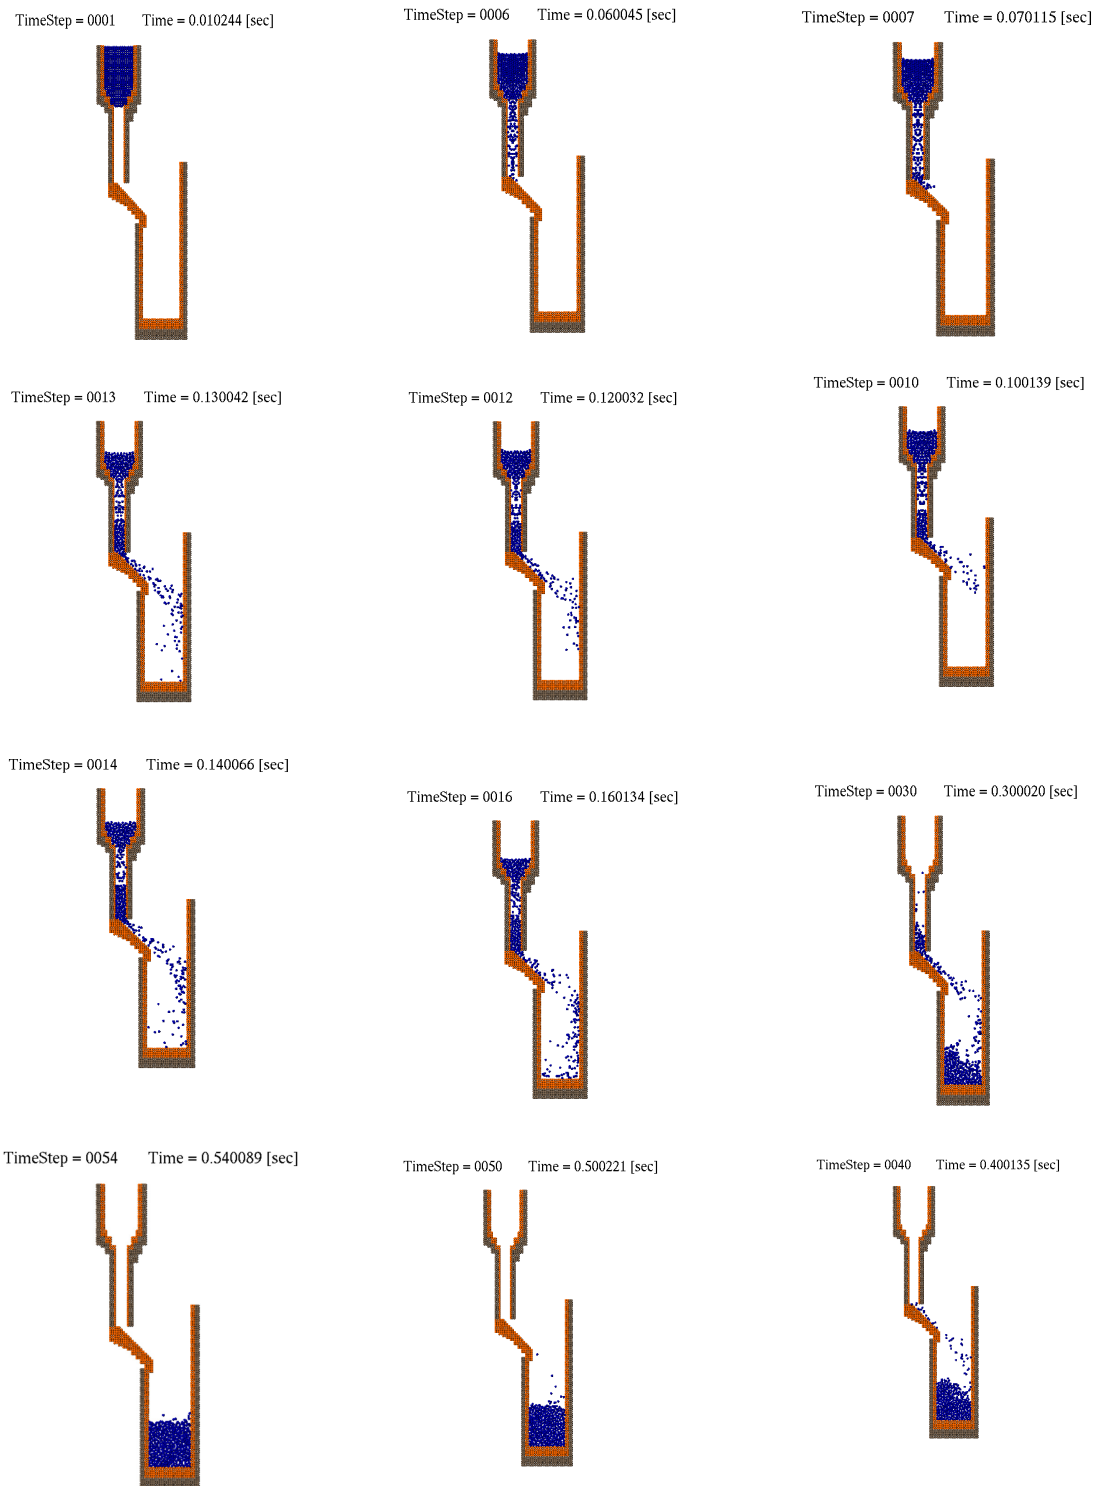 TimeStep = 0001 Time = 0.010244 [sec]
TimeStep = 0006 Time = 0.060045 [sec]
TimeStep = 0007 Time = 0.070115 [sec]
TimeStep = 0013 Time = 0.130042 [sec]
TimeStep = 0012 Time = 0.120032 [sec]
TimeStep = 0010 Time = 0.100139 [sec]
TimeStep = 0014 Time = 0.140066 [sec]
TimeStep = 0016 Time = 0.160134 [sec]
TimeStep = 0030 Time = 0.300020 [sec]
TimeStep = 0054 Time = 0.540089 [sec]
TimeStep = 0050 Time = 0.500221 [sec]
TimeStep = 0040 Time = 0.400135 [sec]